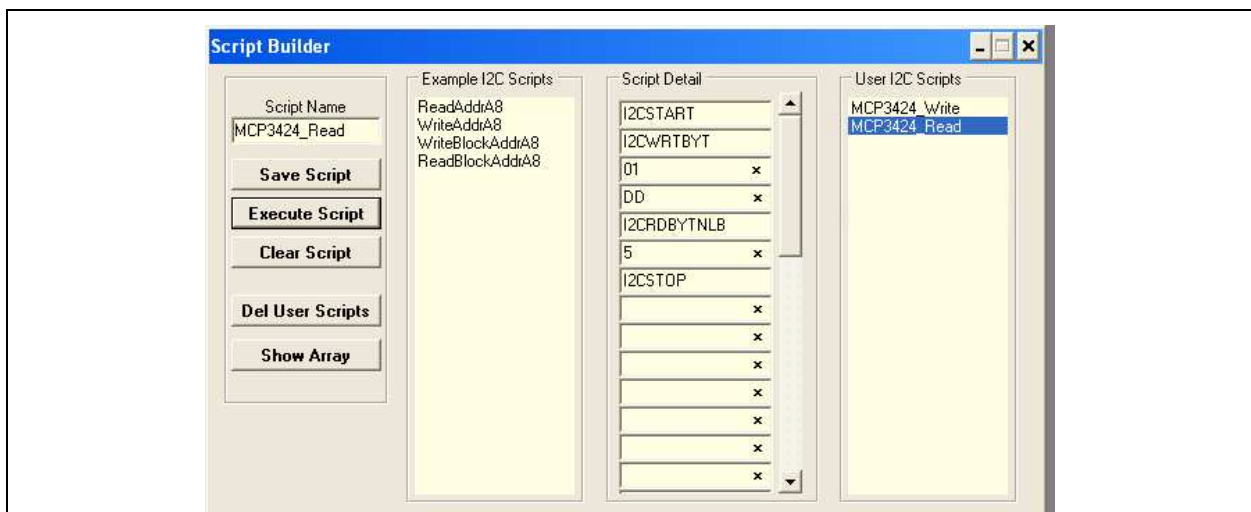 Script Builder
Script Name
MCP3424_Read
Save Script
Execute Script
Clear Script
Del User Scripts
Show Array
Example I2C Scripts
ReadAddrA8
WriteAddrA8
WriteBlockAddrA8
ReadBlockAddrA8
Script Detail
I2CSTART
I2CWRTBYT
01 x
DD x
I2CRDBYTNLB
5 x
I2CSTOP
x
x
x
x
x
x
x
User I2C Scripts
MCP3424_Write
MCP3424_Read